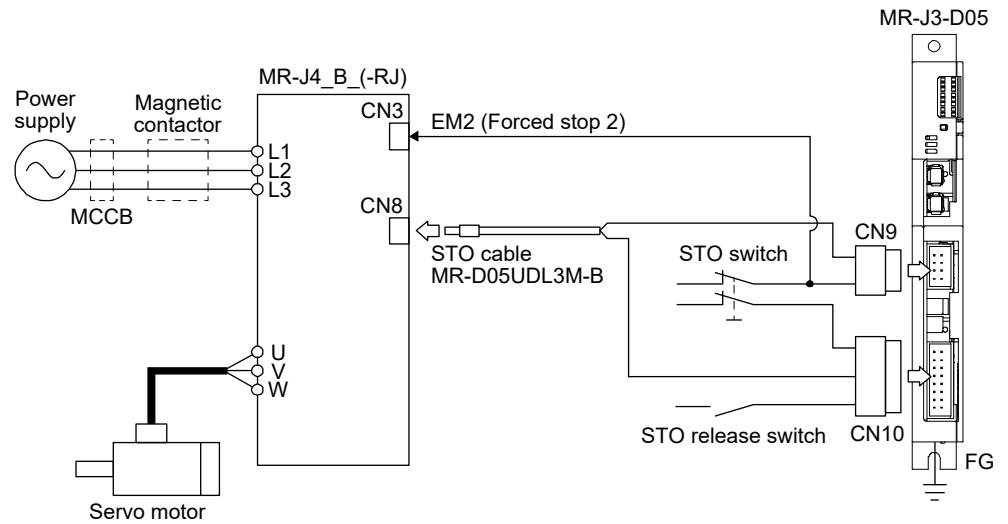 MR-J3-D05
MR-J4_B_(-RJ)
Power
supply
Magnetic
contactor
CN3
EM2 (Forced stop 2)
L1
L2
L3
MCCB
CN8
CN9
STO cable
MR-D05UDL3M-B
STO switch
U
V
W
STO release switch
CN10
FG
Servo motor